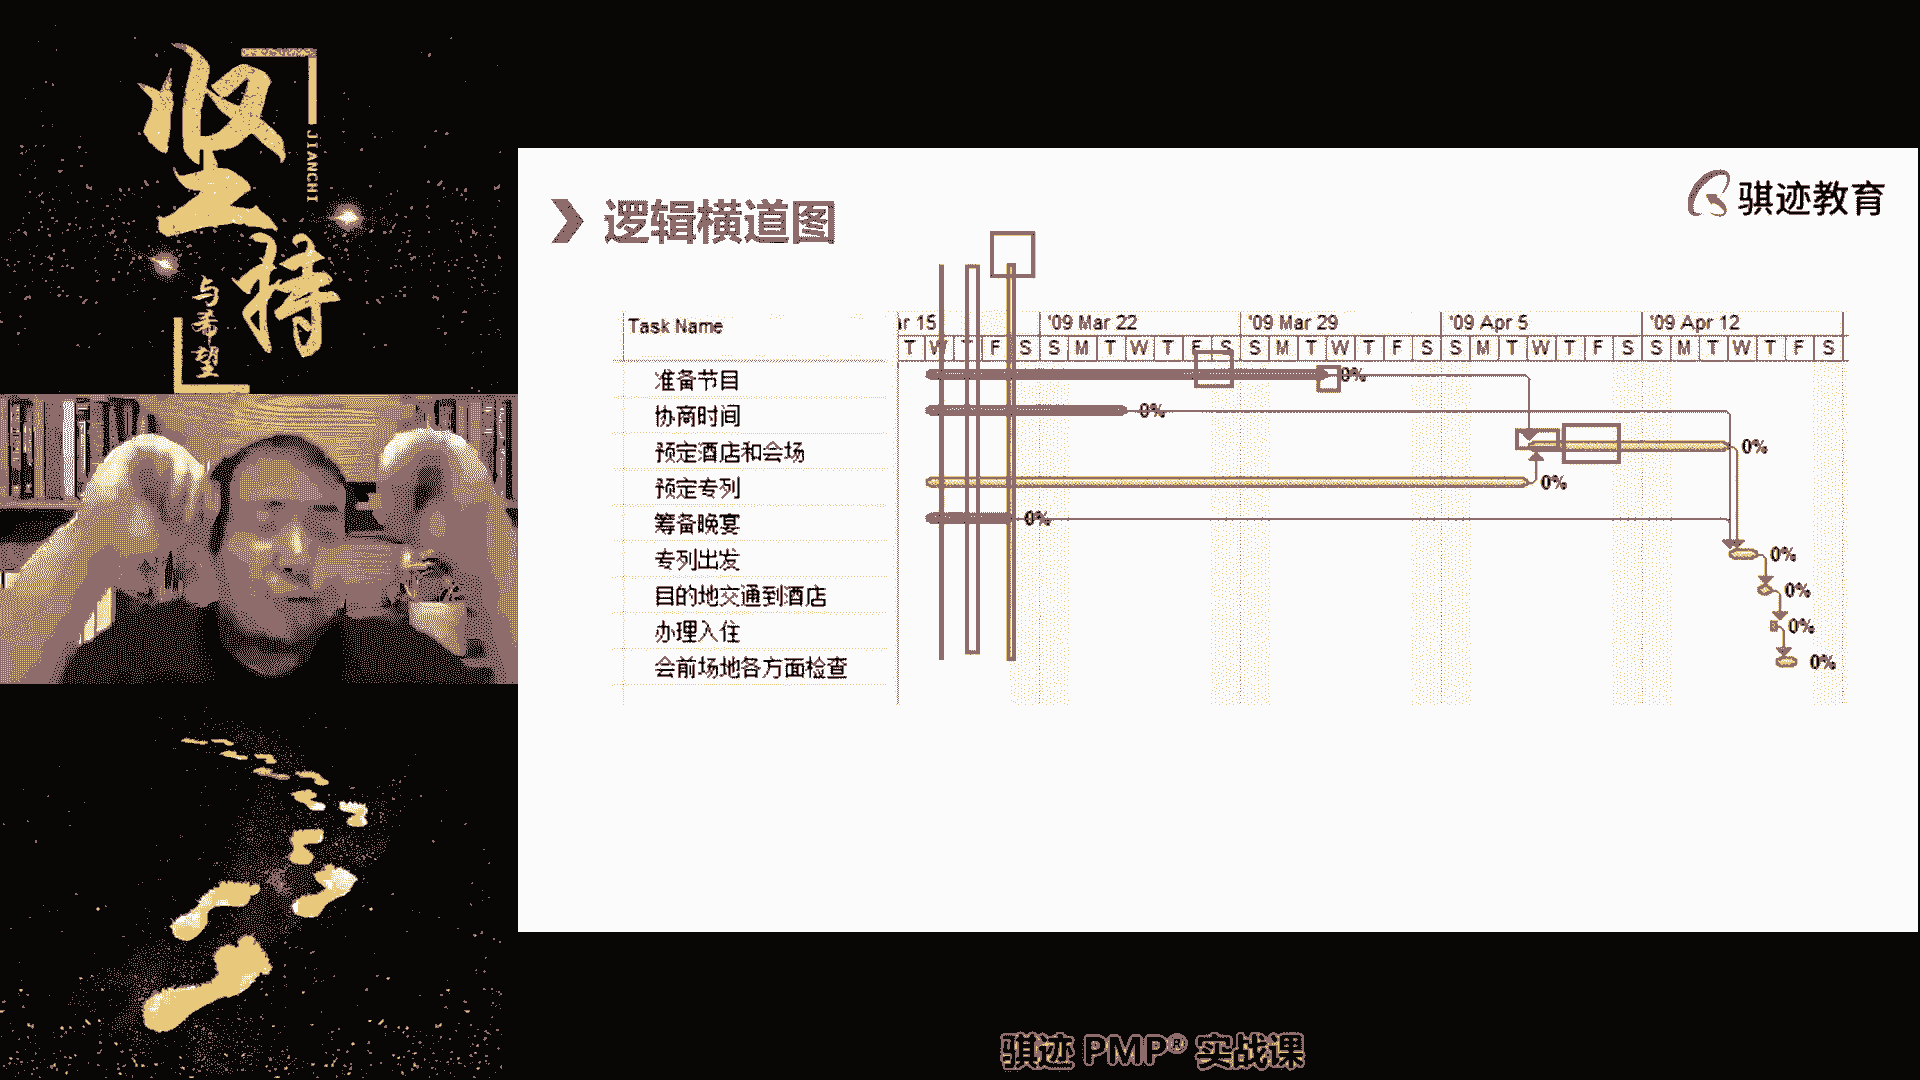 坚持
JIANCHI
与希望
骐迹教育
逻辑横道图
Task Name
ar 15
'09 Mar 22
'09 Mar 29
'09 Apr 5
'09 Apr 12
T W T F S S M T W T F S S M T W T F S S M T W T F S S M T W T F S
准备节目
0%
协商时间
0%
预定酒店和会场
0%
预定专列
0%
筹备晚宴
0%
专列出发
0%
目的地交通到酒店
0%
办理入住
0%
会前场地各方面检查
0%
骐迹 PMP® 实战课